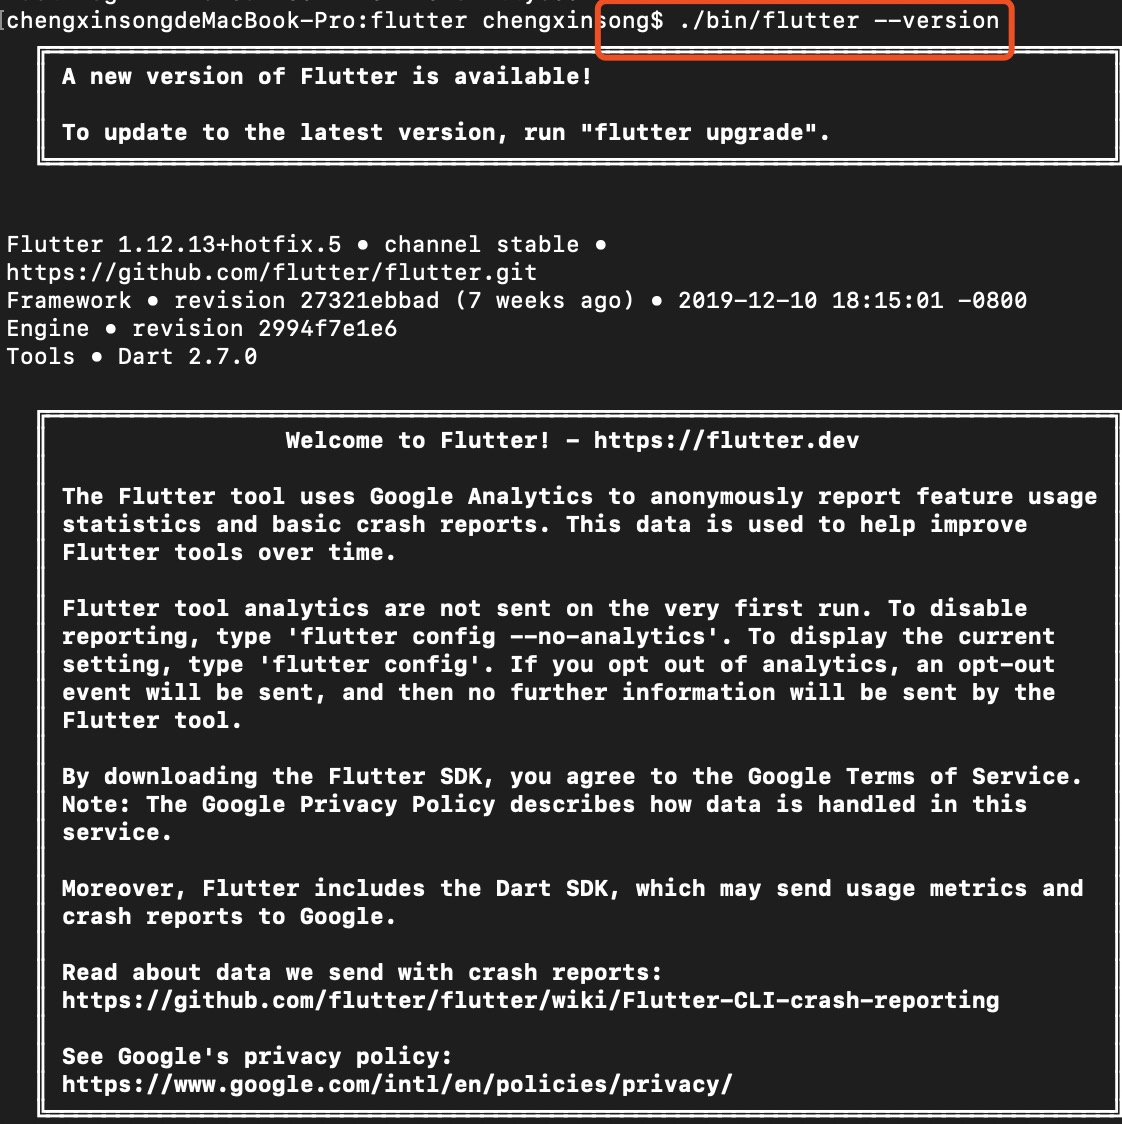 chengxinsongdeMacBook-Pro:flutter chengxinsong$ ./bin/flutter --version
A new version of Flutter is available!
To update to the latest version, run "flutter upgrade".
Flutter 1.12.13+hotfix.5 • channel stable •
https://github.com/flutter/flutter.git
Framework • revision 27321ebbad (7 weeks ago) • 2019-12-10 18:15:01 -0800
Engine • revision 2994f7e1e6
Tools • Dart 2.7.0
Welcome to Flutter! - https://flutter.dev
The Flutter tool uses Google Analytics to anonymously report feature usage
statistics and basic crash reports. This data is used to help improve
Flutter tools over time.
Flutter tool analytics are not sent on the very first run. To disable
reporting, type 'flutter config --no-analytics'. To display the current
setting, type 'flutter config'. If you opt out of analytics, an opt-out
event will be sent, and then no further information will be sent by the
Flutter tool.
By downloading the Flutter SDK, you agree to the Google Terms of Service.
Note: The Google Privacy Policy describes how data is handled in this
service.
Moreover, Flutter includes the Dart SDK, which may send usage metrics and
crash reports to Google.
Read about data we send with crash reports:
https://github.com/flutter/flutter/wiki/Flutter-CLI-crash-reporting
See Google's privacy policy:
https://www.google.com/intl/en/policies/privacy/